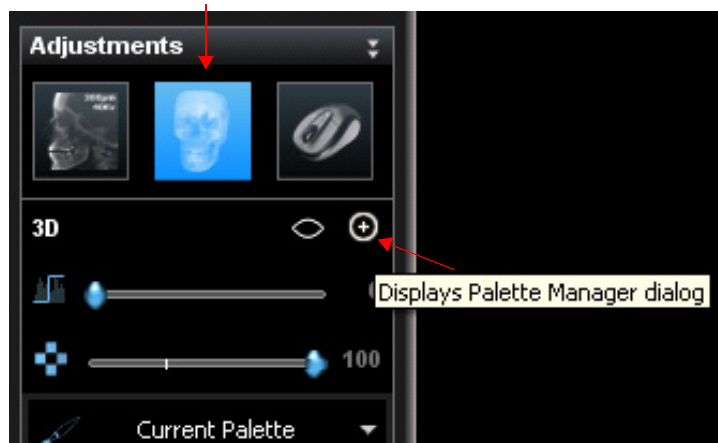 Adjustments
3D
Displays Palette Manager dialog
100
Current Palette